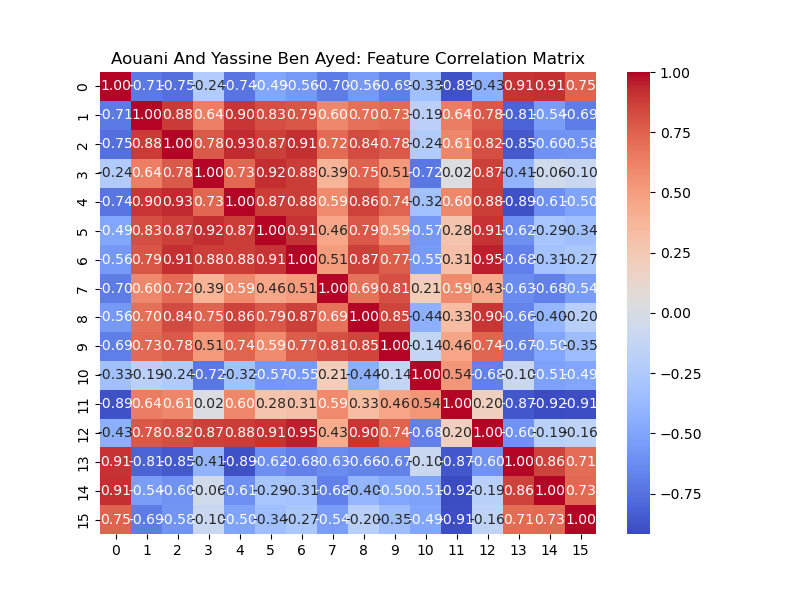 Aouani And Yassine Ben Ayed: Feature Correlation Matrix
0 1.00 -0.71 -0.75 -0.24 -0.74 -0.49 -0.56 -0.70 -0.56 -0.69 -0.33 -0.89 -0.43 0.91 0.91 0.75
1 -0.71 1.00 0.88 0.64 0.90 0.83 0.79 0.60 0.70 0.73 -0.19 0.64 0.78 -0.81 -0.54 -0.69
2 -0.75 0.88 1.00 0.78 0.93 0.87 0.91 0.72 0.84 0.78 -0.24 0.61 0.82 -0.85 -0.60 -0.58
3 -0.24 0.64 0.78 1.00 0.73 0.92 0.88 0.39 0.75 0.51 -0.72 0.02 0.87 -0.41 -0.06 -0.10
4 -0.74 0.90 0.93 0.73 1.00 0.87 0.88 0.59 0.86 0.74 -0.32 0.60 0.88 -0.89 -0.61 -0.50
5 -0.49 0.83 0.87 0.92 0.87 1.00 0.91 0.46 0.79 0.59 -0.57 0.28 0.91 -0.62 -0.29 -0.34
6 -0.56 0.79 0.91 0.88 0.88 0.91 1.00 0.51 0.87 0.77 -0.55 0.31 0.95 -0.68 -0.31 -0.27
7 -0.70 0.60 0.72 0.39 0.59 0.46 0.51 1.00 0.69 0.81 0.21 0.59 0.43 -0.63 -0.68 -0.54
8 -0.56 0.70 0.84 0.75 0.86 0.79 0.87 0.69 1.00 0.85 -0.44 0.33 0.90 -0.66 -0.40 -0.20
9 -0.69 0.73 0.78 0.51 0.74 0.59 0.77 0.81 0.85 1.00 -0.14 0.46 0.74 -0.67 -0.50 -0.35
10 -0.33 -0.19 -0.24 -0.72 -0.32 -0.57 -0.55 0.21 -0.44 -0.14 1.00 0.54 -0.68 -0.10 -0.51 -0.49
11 -0.89 0.64 0.61 0.02 0.60 0.28 0.31 0.59 0.33 0.46 0.54 1.00 0.20 -0.87 -0.92 -0.91
12 -0.43 0.78 0.82 0.87 0.88 0.91 0.95 0.43 0.90 0.74 -0.68 0.20 1.00 -0.60 -0.19 -0.16
13 0.91 -0.81 -0.85 -0.41 -0.89 -0.62 -0.68 -0.63 -0.66 -0.67 -0.10 -0.87 -0.60 1.00 0.86 0.71
14 0.91 -0.54 -0.60 -0.06 -0.61 -0.29 -0.31 -0.68 -0.40 -0.50 -0.51 -0.92 -0.19 0.86 1.00 0.73
15 0.75 -0.69 -0.58 -0.10 -0.50 -0.34 -0.27 -0.54 -0.20 -0.35 -0.49 -0.91 -0.16 0.71 0.73 1.00
0 1 2 3 4 5 6 7 8 9 10 11 12 13 14 15
1.00
0.75
0.50
0.25
0.00
−0.25
−0.50
−0.75